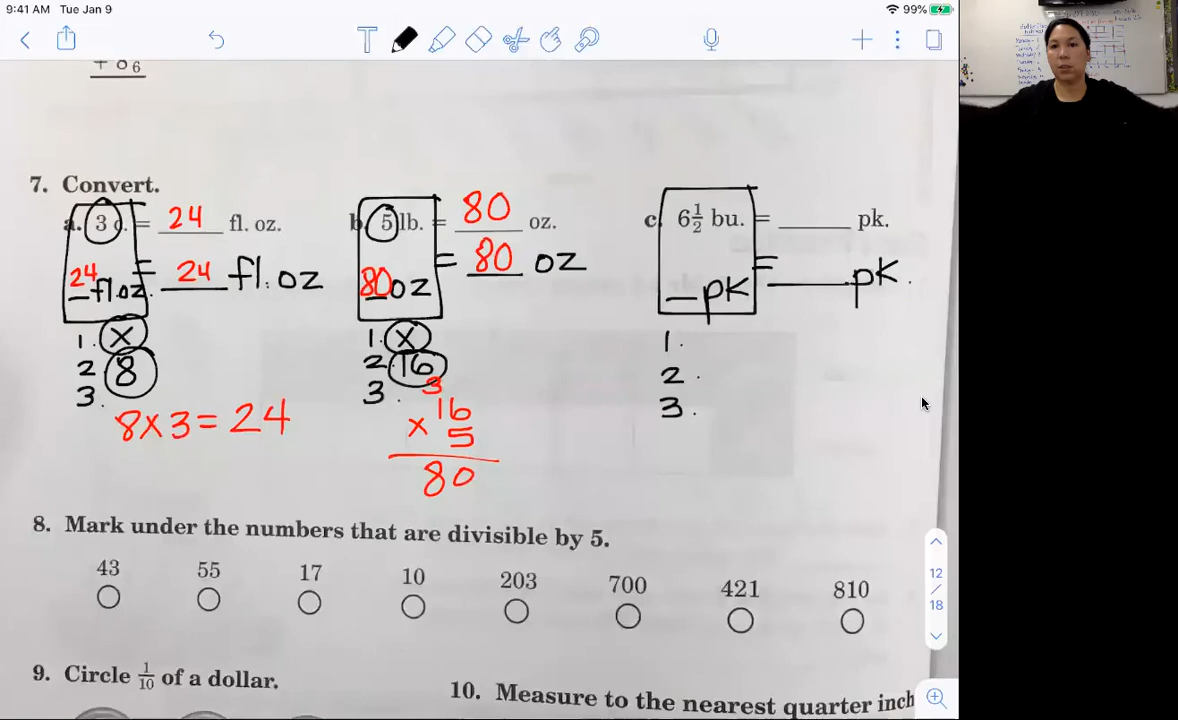 9:41 AM Tue Jan 9
99%
+ 06
7. Convert.
a. 3 c. = 24 fl. oz.
b. 5 lb. = 80 oz.
c. 6½ bu. = ______ pk.
24 fl.oz. = 24 fl. oz
80 oz = 80 oz
_ pk = ____ pk.
1. x
2 8
3.
8x3=24
1. x
2. 16
3.
3
16
x 5
80
1.
2.
3.
8. Mark under the numbers that are divisible by 5.
43 55 17 10 203 700 421 810
12
/
18
9. Circle 1/10 of a dollar.
10. Measure to the nearest quarter inch